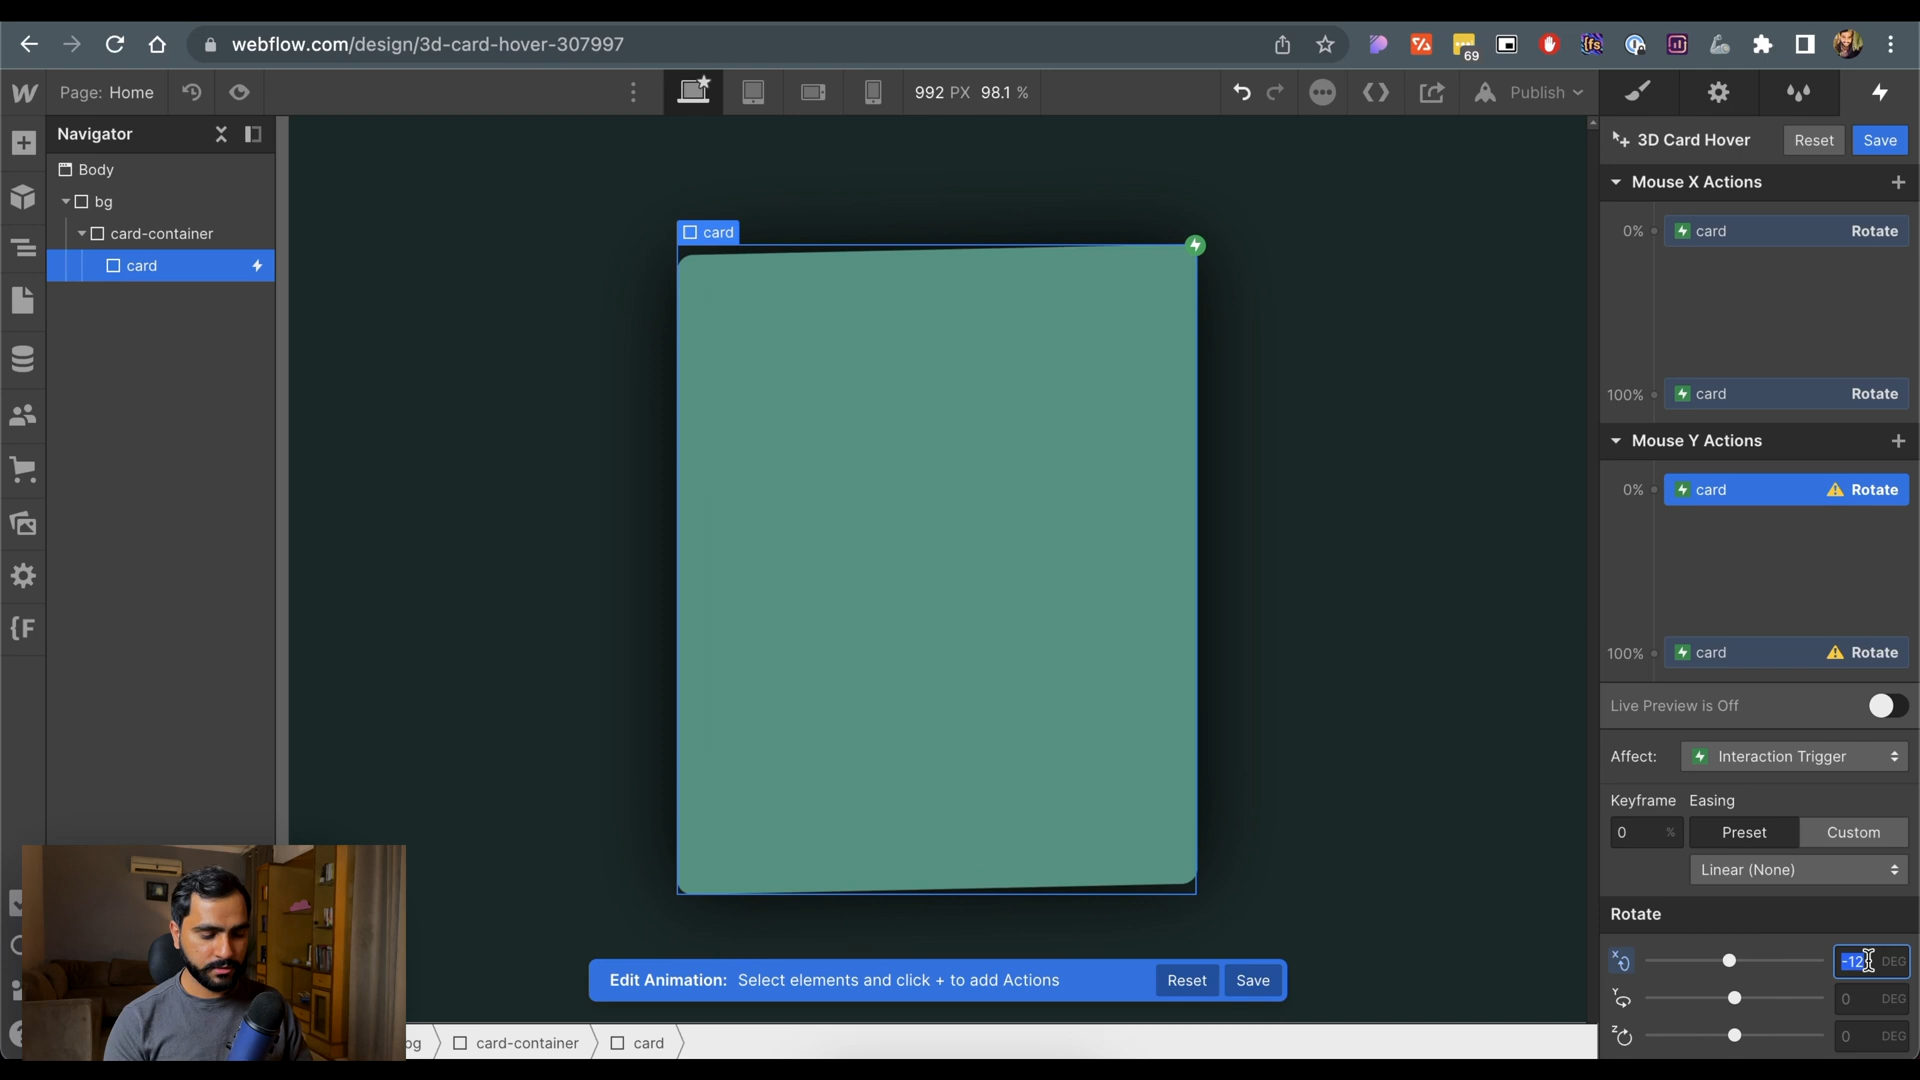 webflow.com/design/3d-card-hover-307997
69
Page: Home
992 PX 98.1 %
Publish
Navigator
Body
bg
card-container
card
card
3D Card Hover
Reset
Save
Mouse X Actions
0%
card
Rotate
100%
card
Rotate
Mouse Y Actions
0%
card
Rotate
100%
card
Rotate
Live Preview is Off
Affect:
Interaction Trigger
Keyframe
Easing
0 %
Preset
Custom
Linear (None)
Rotate
X
-12
DEG
Y
0 DEG
Z
0 DEG
Edit Animation: Select elements and click + to add Actions
Reset
Save
bg
card-container
card